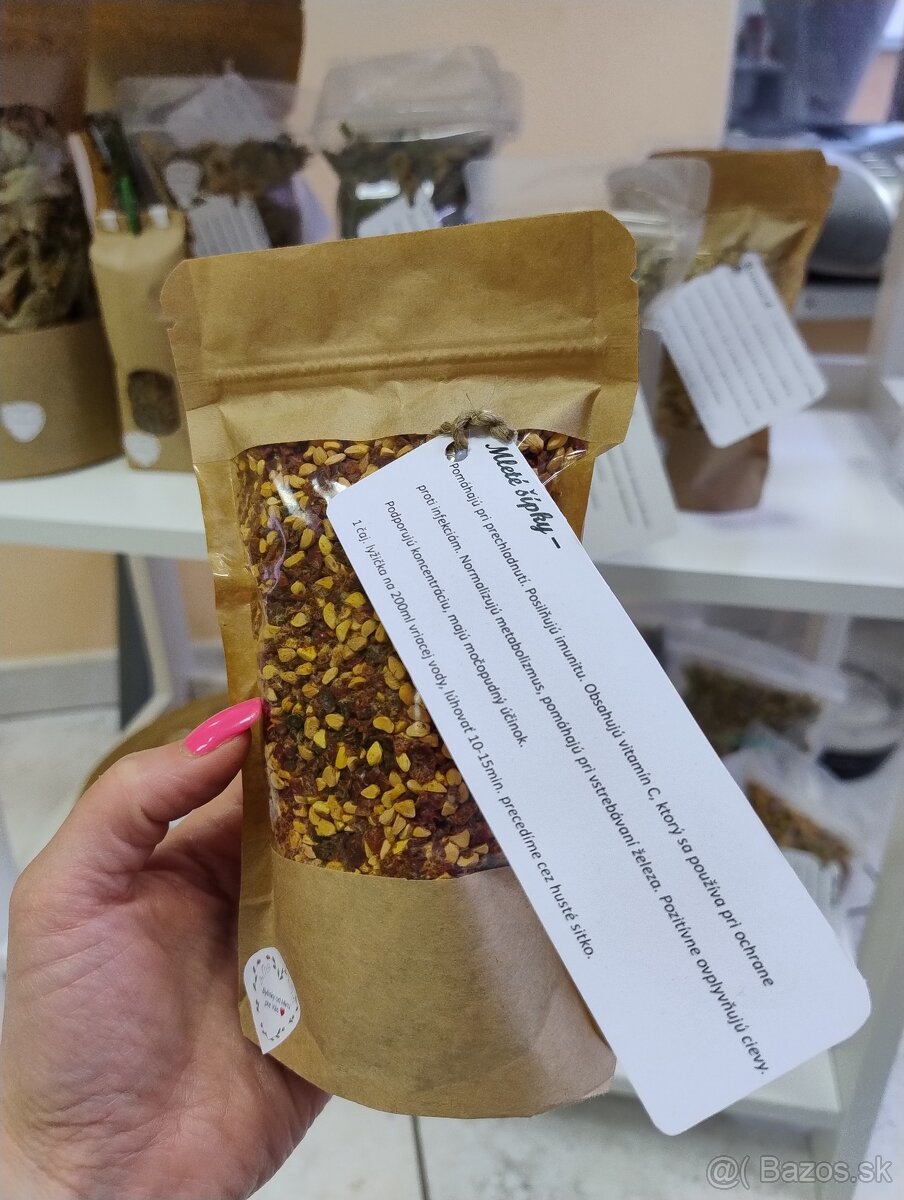 Mleté šípky -
Pomáhajú pri prechladnutí. Posilňujú imunitu. Obsahujú vitamín C, ktorý sa používa pri ochrane
proti infekciám. Normalizujú metabolizmus, pomáhajú pri vstrebávaní železa. Pozitívne ovplyvňujú cievy.
Podporujú koncentráciu, majú močopudný účinok.
1 čaj. lyžička na 200ml vriacej vody, lúhovať 10-15min. precedíme cez husté sitko.
@( Bazos.sk